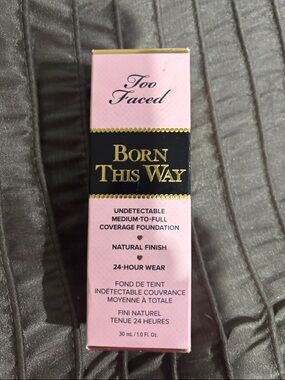 Too
Faced
BORN
THIS WAY
UNDETECTABLE
MEDIUM-TO-FULL
COVERAGE FOUNDATION
NATURAL FINISH
24-HOUR WEAR
FOND DE TEINT
INDÉTECTABLE COUVRANCE
MOYENNE À TOTALE
FINI NATUREL
TENUE 24 HEURES
30 mL / 1.0 Fl. Oz.